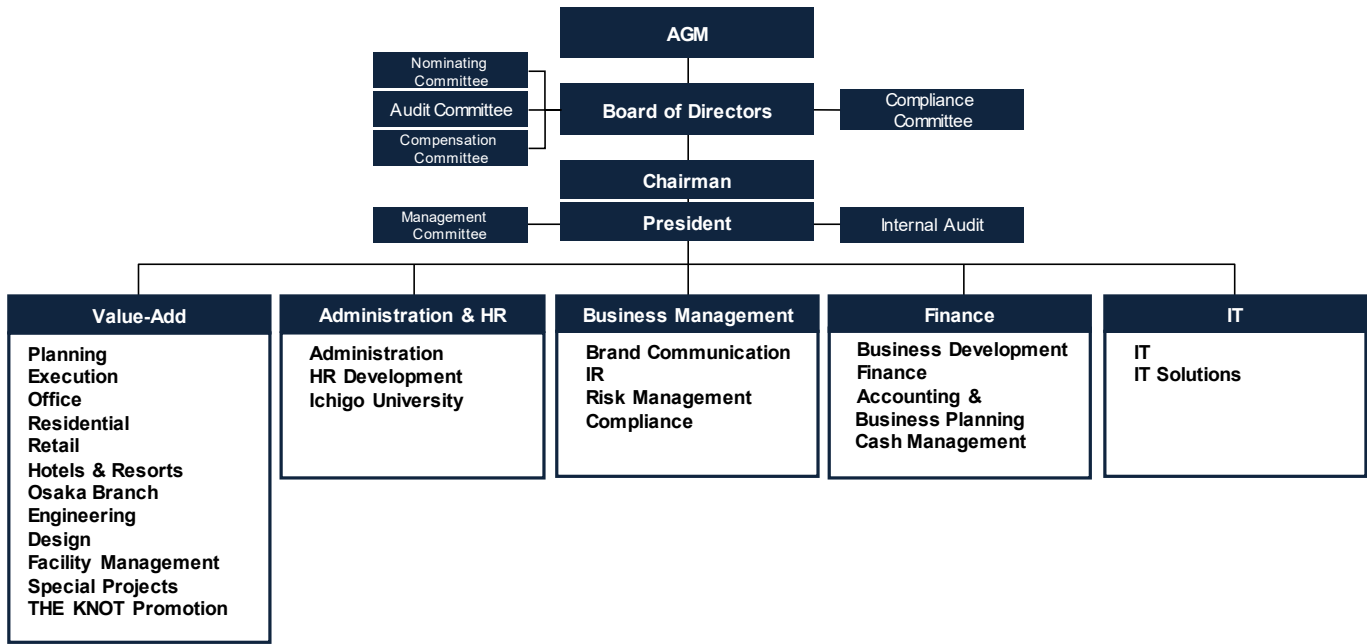 AGM
Nominating
Committee
Audit Committee
Compensation
Committee
Board of Directors
Compliance
Committee
Chairman
Management
Committee
President
Internal Audit
Value-Add
Planning
Execution
Office
Residential
Retail
Hotels & Resorts
Osaka Branch
Engineering
Design
Facility Management
Special Projects
THE KNOT Promotion
Administration & HR
Administration
HR Development
Ichigo University
Business Management
Brand Communication
IR
Risk Management
Compliance
Finance
Business Development
Finance
Accounting &
Business Planning
Cash Management
IT
IT
IT Solutions